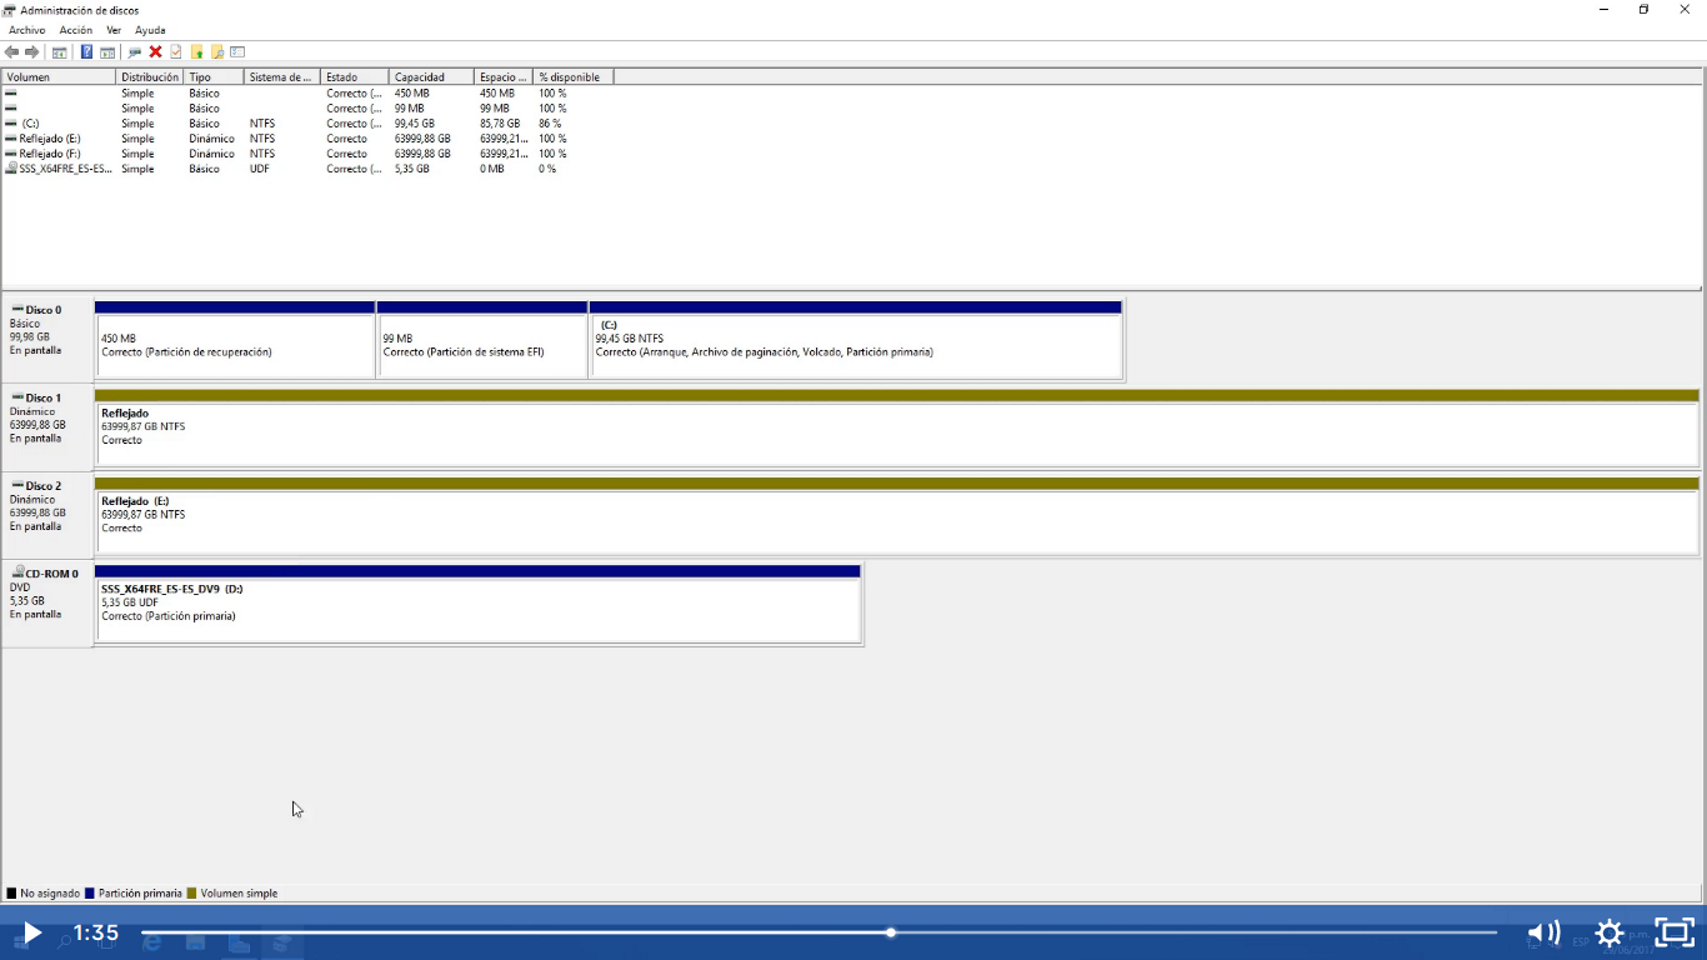 Administración de discos
Archivo Acción Ver Ayuda
Volumen Distribución Tipo Sistema de ... Estado Capacidad Espacio ... % disponible
Simple Básico Correcto (... 450 MB 450 MB 100 %
Simple Básico Correcto (... 99 MB 99 MB 100 %
(C:) Simple Básico NTFS Correcto (... 99,45 GB 85,78 GB 86 %
Reflejado (E:) Simple Dinámico NTFS Correcto 63999,88 GB 63999,21... 100 %
Reflejado (F:) Simple Dinámico NTFS Correcto 63999,88 GB 63999,21... 100 %
SSS_X64FRE_ES-ES... Simple Básico UDF Correcto (... 5,35 GB 0 MB 0 %
Disco 0
Básico
99,98 GB
En pantalla
450 MB
Correcto (Partición de recuperación)
99 MB
Correcto (Partición de sistema EFI)
(C:)
99,45 GB NTFS
Correcto (Arranque, Archivo de paginación, Volcado, Partición primaria)
Disco 1
Dinámico
63999,88 GB
En pantalla
Reflejado
63999,87 GB NTFS
Correcto
Disco 2
Dinámico
63999,88 GB
En pantalla
Reflejado (E:)
63999,87 GB NTFS
Correcto
CD-ROM 0
DVD
5,35 GB
En pantalla
SSS_X64FRE_ES-ES_DV9 (D:)
5,35 GB UDF
Correcto (Partición primaria)
No asignado Partición primaria Volumen simple
1:35
ESP
p.m.